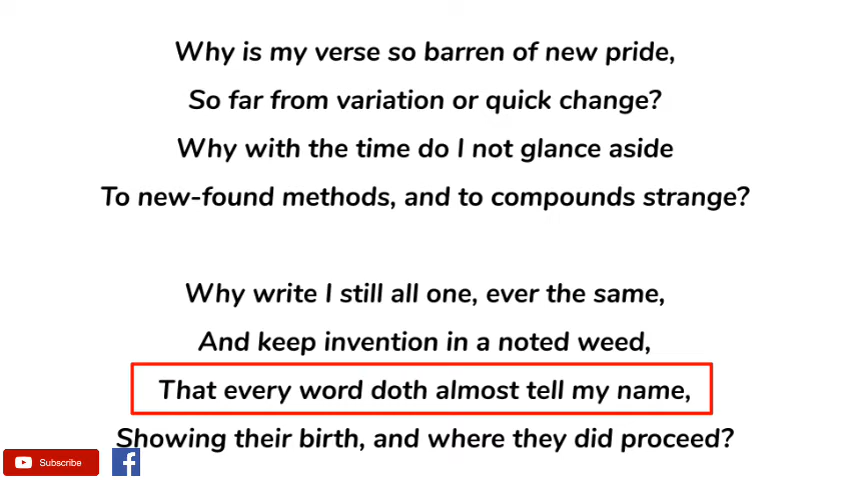 Why is my verse so barren of new pride,
So far from variation or quick change?
Why with the time do I not glance aside
To new-found methods, and to compounds strange?
Why write I still all one, ever the same,
And keep invention in a noted weed,
That every word doth almost tell my name,
Showing their birth, and where they did proceed?
Subscribe